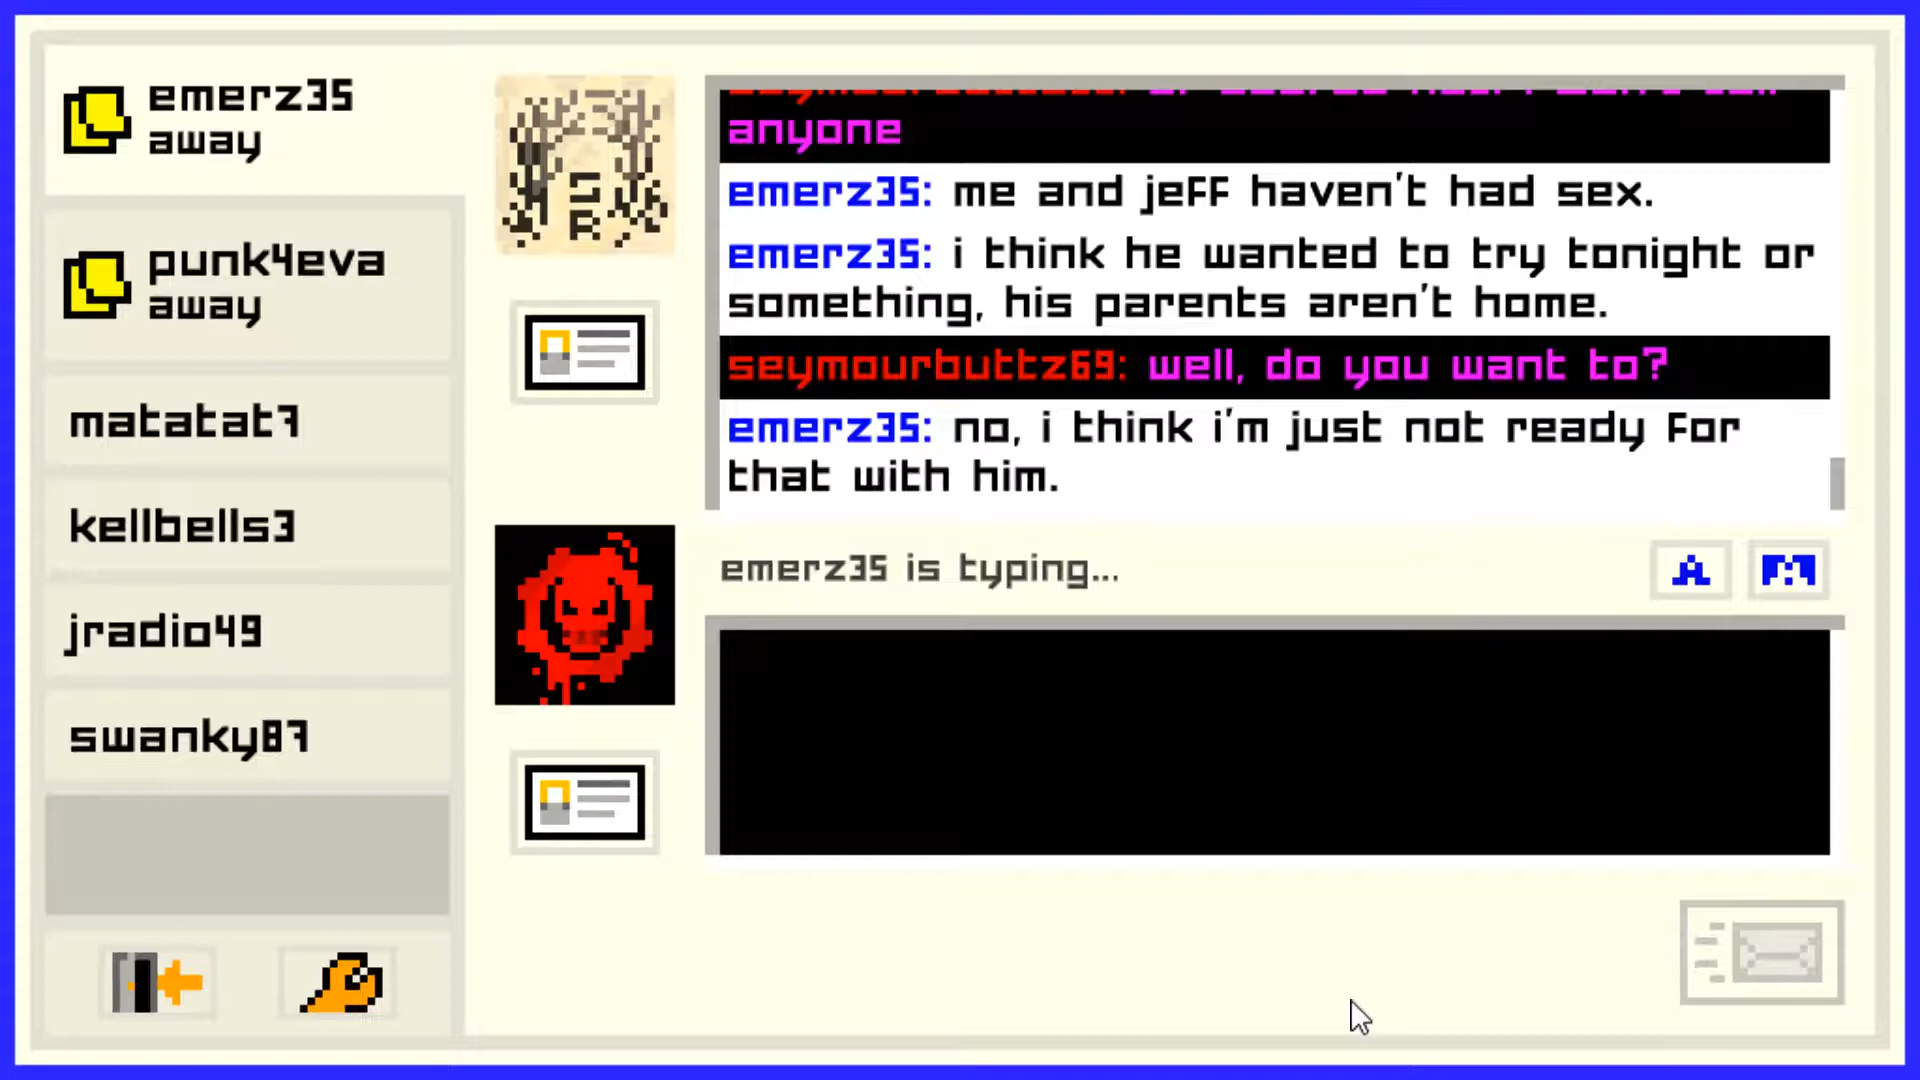 emerz35
away
punk4eva
away
matatat7
kellbells3
jradio49
swanky87
S
R
anyone
emerz35: me and jeff haven't had sex.
emerz35: i think he wanted to try tonight or
something, his parents aren't home.
seymourbuttz69: well, do you want to?
emerz35: no, i think i'm just not ready for
that with him.
emerz35 is typing...
A